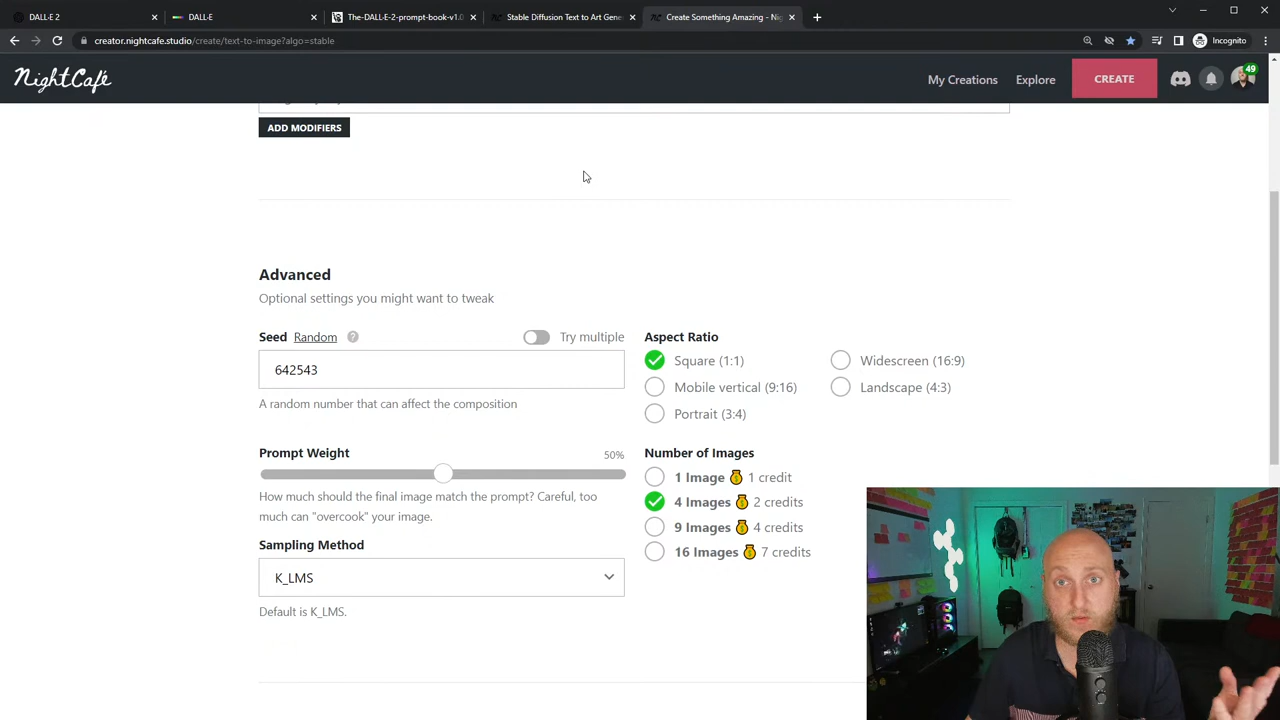 DALL·E 2
DALL·E
The-DALL·E-2-prompt-book-v1.0
Stable Diffusion Text to Art Gene
Create Something Amazing - Nig
creator.nightcafe.studio/create/text-to-image?algo=stable
Incognito
NightCafé
My Creations
Explore
CREATE
49
ADD MODIFIERS
Advanced
Optional settings you might want to tweak
Seed Random ?
Try multiple
642543
A random number that can affect the composition
Aspect Ratio
Square (1:1)
Widescreen (16:9)
Mobile vertical (9:16)
Landscape (4:3)
Portrait (3:4)
Prompt Weight
50%
How much should the final image match the prompt? Careful, too
much can "overcook" your image.
Sampling Method
K_LMS
Default is K_LMS.
Number of Images
1 Image 1 credit
4 Images 2 credits
9 Images 4 credits
16 Images 7 credits